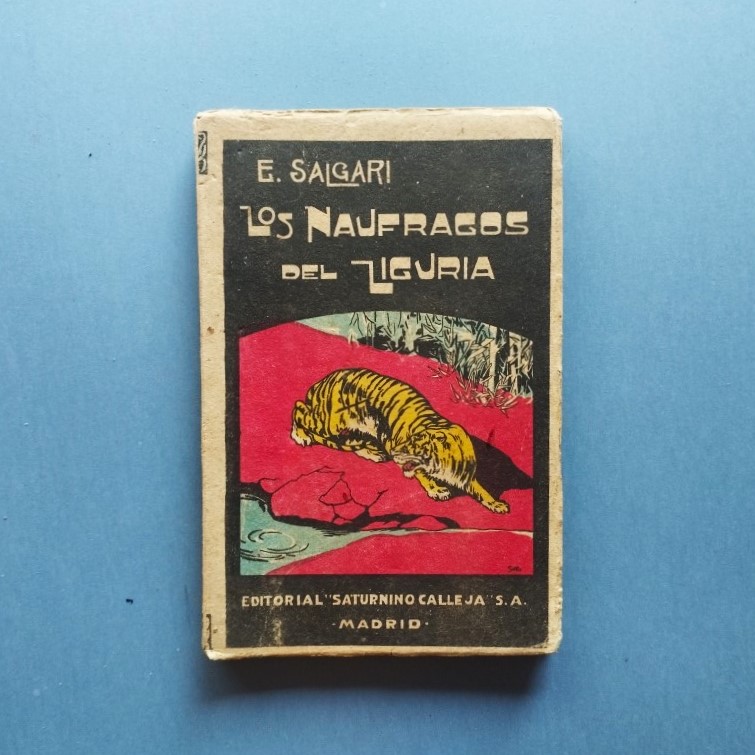 E. SALGARI
LOS NAUFRAGOS
DEL LIGURIA
EDITORIAL "SATURNINO CALLEJA" S.A.
·MADRID·